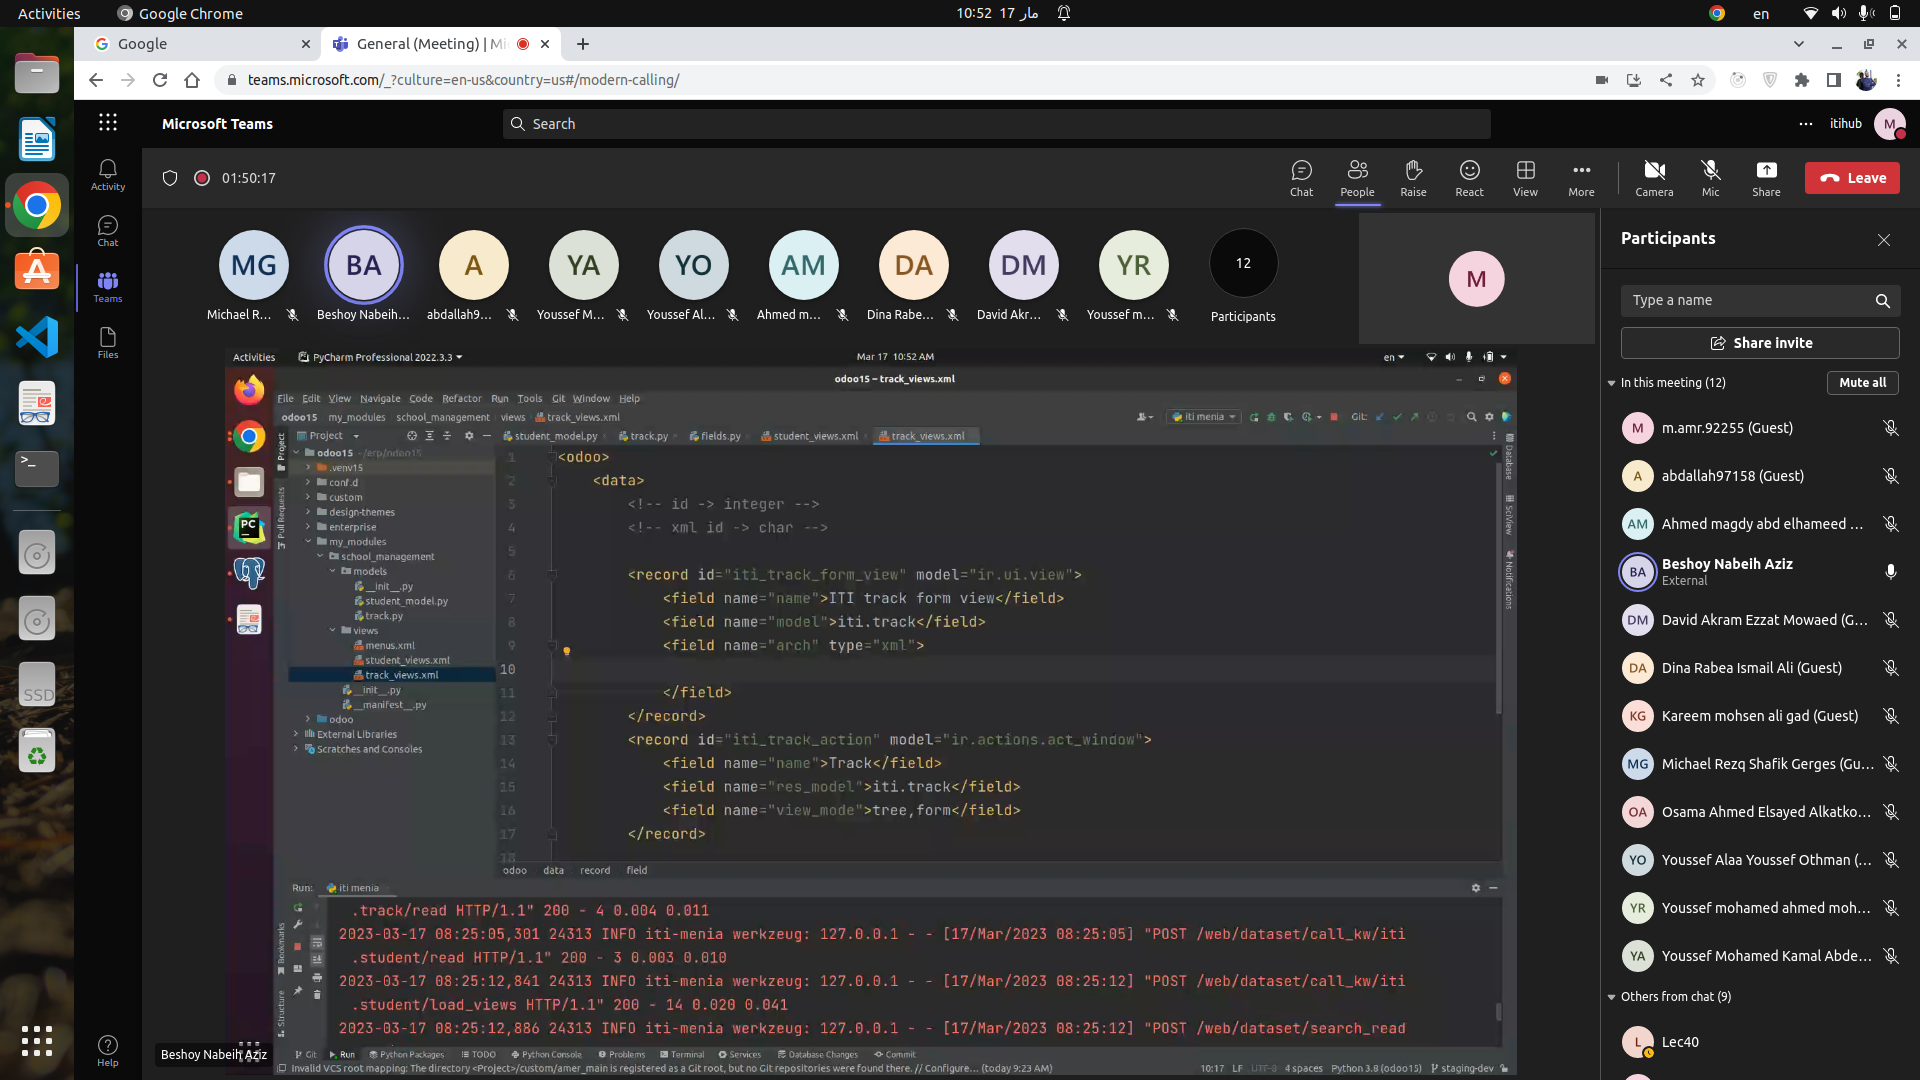 Activities
Google Chrome
10:52 17 مار
en
Google
General (Meeting) | Mi
teams.microsoft.com/_?culture=en-us&country=us#/modern-calling/
Microsoft Teams
Search
itihub
M
Activity
Chat
Teams
Files
Help
01:50:17
Chat
People
Raise
React
View
More
Camera
Mic
Share
Leave
MG
BA
A
YA
YO
AM
DA
DM
YR
12
M
Michael R...
Beshoy Nabeih...
abdallah9...
Youssef M...
Youssef Al...
Ahmed m...
Dina Rabe...
David Akr...
Youssef m...
Participants
Participants
Type a name
Share invite
In this meeting (12)
Mute all
M m.amr.92255 (Guest)
A abdallah97158 (Guest)
AM Ahmed magdy abd elhameed ...
BA Beshoy Nabeih Aziz
External
DM David Akram Ezzat Mowaed (G...
DA Dina Rabea Ismail Ali (Guest)
KG Kareem mohsen ali gad (Guest)
MG Michael Rezq Shafik Gerges (Gu...
OA Osama Ahmed Elsayed Alkatko...
YO Youssef Alaa Youssef Othman (...
YR Youssef mohamed ahmed moh...
YA Youssef Mohamed Kamal Abde...
Others from chat (9)
L Lec40
Activities
PyCharm Professional 2022.3.3
Mar 17 10:52 AM
en
odoo15 – track_views.xml
File Edit View Navigate Code Refactor Run Tools Git Window Help
odoo15 my_modules school_management views track_views.xml
iti menia
Git:
Project
student_model.py
track.py
fields.py
student_views.xml
track_views.xml
Project
Pull Requests
Bookmarks
Structure
Database
SciView
Notifications
odoo15 ~/erp/odoo15
.venv15
conf.d
custom
design-themes
enterprise
my_modules
school_management
models
__init__.py
student_model.py
track.py
views
menus.xml
student_views.xml
track_views.xml
__init__.py
__manifest__.py
odoo
External Libraries
Scratches and Consoles
1 <odoo>
2 <data>
3 <!-- id -> integer -->
4 <!-- xml id -> char -->
5
6 <record id="iti_track_form_view" model="ir.ui.view">
7 <field name="name">ITI track form view</field>
8 <field name="model">iti.track</field>
9 <field name="arch" type="xml">
10
11 </field>
12 </record>
13 <record id="iti_track_action" model="ir.actions.act_window">
14 <field name="name">Track</field>
15 <field name="res_model">iti.track</field>
16 <field name="view_mode">tree,form</field>
17 </record>
18
odoo data record field
Run: iti menia
.track/read HTTP/1.1" 200 - 4 0.004 0.011
2023-03-17 08:25:05,301 24313 INFO iti-menia werkzeug: 127.0.0.1 - - [17/Mar/2023 08:25:05] "POST /web/dataset/call_kw/iti
.student/read HTTP/1.1" 200 - 3 0.003 0.010
2023-03-17 08:25:12,841 24313 INFO iti-menia werkzeug: 127.0.0.1 - - [17/Mar/2023 08:25:12] "POST /web/dataset/call_kw/iti
.student/load_views HTTP/1.1" 200 - 14 0.020 0.041
2023-03-17 08:25:12,886 24313 INFO iti-menia werkzeug: 127.0.0.1 - - [17/Mar/2023 08:25:12] "POST /web/dataset/search_read
Git Run Python Packages TODO Python Console Problems Terminal Services Database Changes Commit
Invalid VCS root mapping: The directory <Project>/custom/amer_main is registered as a Git root, but no Git repositories were found there. // Configure... (today 9:23 AM)
10:17 LF UTF-8 4 spaces Python 3.8 (odoo15) staging-dev
Beshoy Nabeih Aziz
SSD
PC